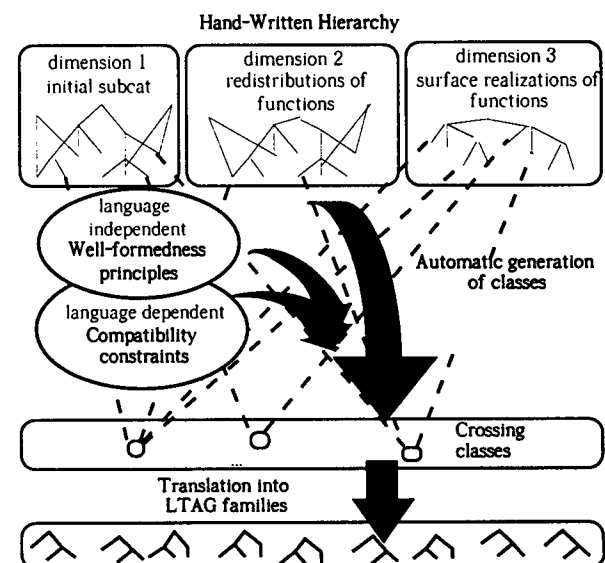 Hand-Written Hierarchy
dimension 1
initial subcat
dimension 2
redistributions of
functions
dimension 3
surface realizations of
functions
language
independent
Well-formedness
principles
language dependent
Compatibility
constraints
Automatic generation
of classes
Crossing
classes
...
Translation into
LTAG families